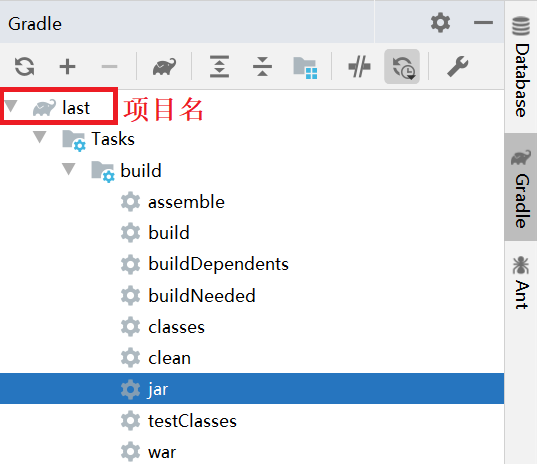 Gradle
last 项目名
Tasks
build
assemble
build
buildDependents
buildNeeded
classes
clean
jar
testClasses
war
Database
Gradle
Ant